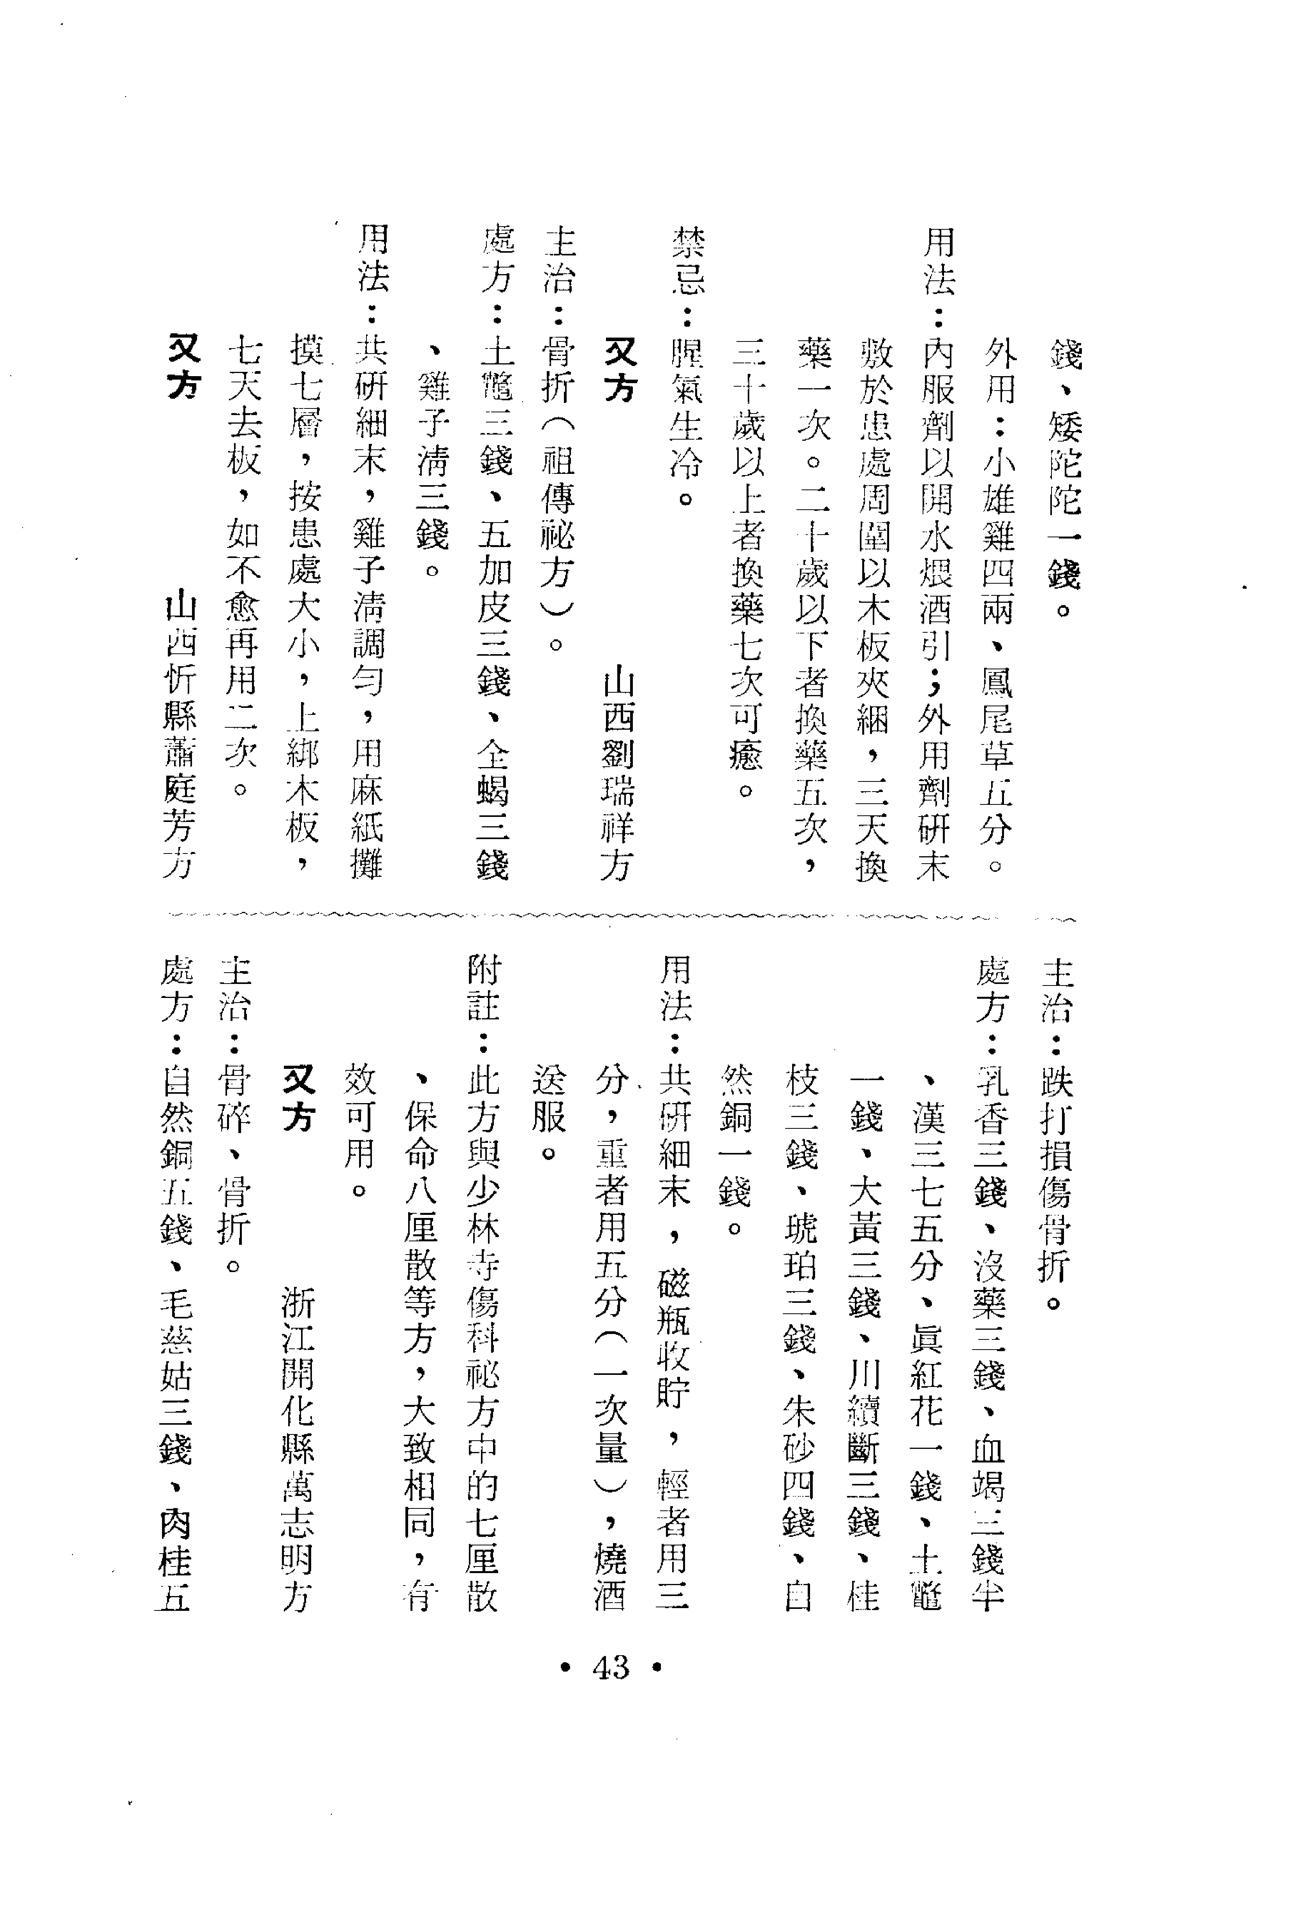 錢、矮陀陀一錢。
外用：小雄雞四兩、鳳尾草五分。
用法：內服劑以開水煨酒引；外用劑研末
敷於患處周圍以木板夾綑，三天換
藥一次。二十歲以下者換藥五次，
三十歲以上者換藥七次可癒。
禁忌：腥氣生冷。
又方　山西劉瑞祥方
主治：骨折（祖傳祕方）。
處方：土鼈三錢、五加皮三錢、全蝎三錢
、雞子清三錢。
用法：共研細末，雞子清調勻，用麻紙攤
摸七層，按患處大小，上綁木板，
七天去板，如不愈再用二次。
又方　山西忻縣蕭庭芳方
主治：跌打損傷骨折。
處方：乳香三錢、沒藥三錢、血竭三錢半
、漢三七五分、眞紅花一錢、土鼈
一錢、大黃三錢、川續斷三錢、桂
枝三錢、琥珀三錢、朱砂四錢、自
然銅一錢。
用法：共研細末，磁瓶收貯，輕者用三
分，重者用五分（一次量），燒酒
送服。
附註：此方與少林寺傷科祕方中的七厘散
、保命八厘散等方，大致相同，有
效可用。
又方　浙江開化縣萬志明方
主治：骨碎、骨折。
處方：自然銅五錢、毛慈姑三錢、肉桂五
• 43 •